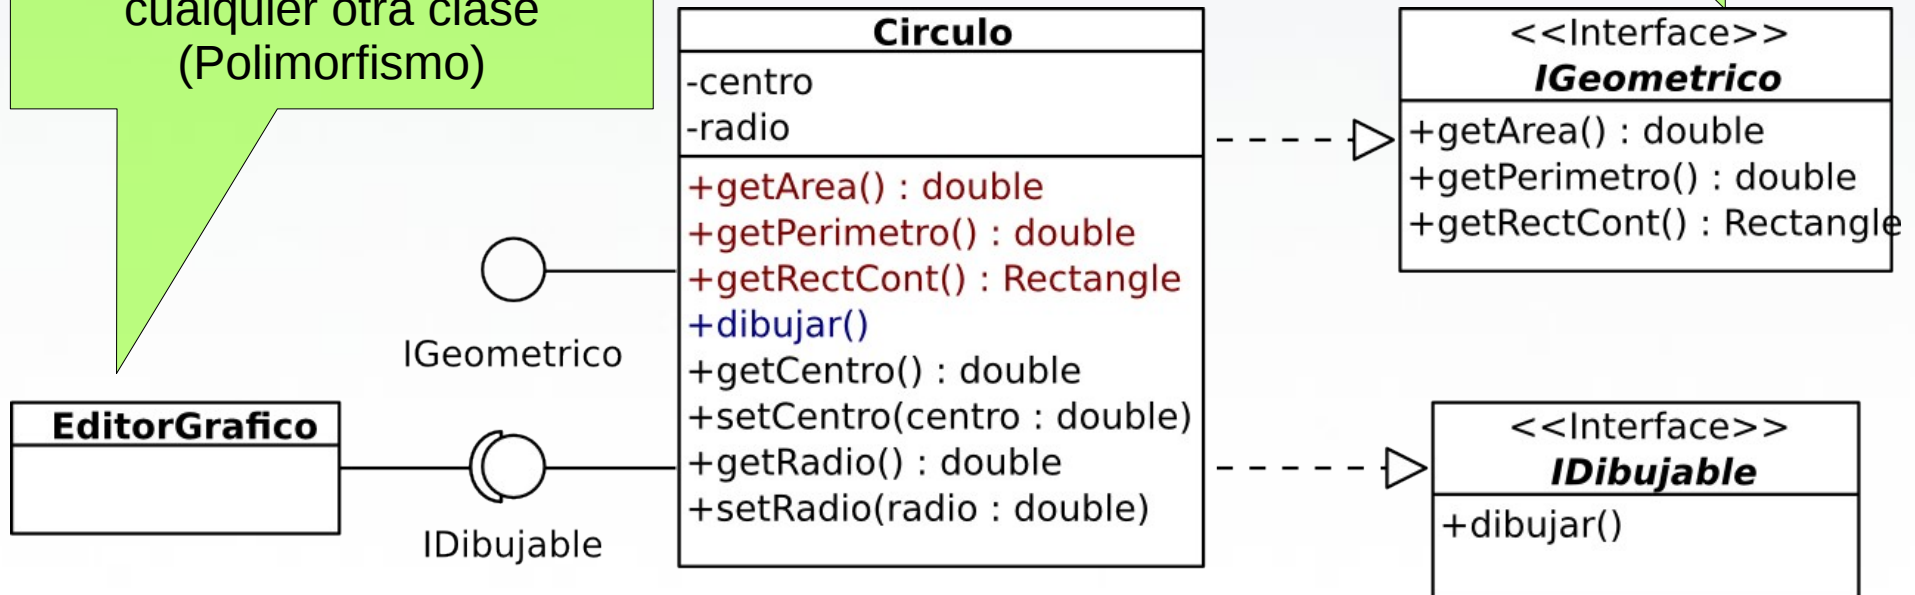 cualquier otra clase
(Polimorfismo)
Circulo
-centro
-radio
+getArea() : double
+getPerimetro() : double
+getRectCont() : Rectangle
+dibujar()
+getCentro() : double
+setCentro(centro : double)
+getRadio() : double
+setRadio(radio : double)
<<Interface>>
IGeometrico
+getArea() : double
+getPerimetro() : double
+getRectCont() : Rectangle
IGeometrico
EditorGrafico
IDibujable
<<Interface>>
IDibujable
+dibujar()